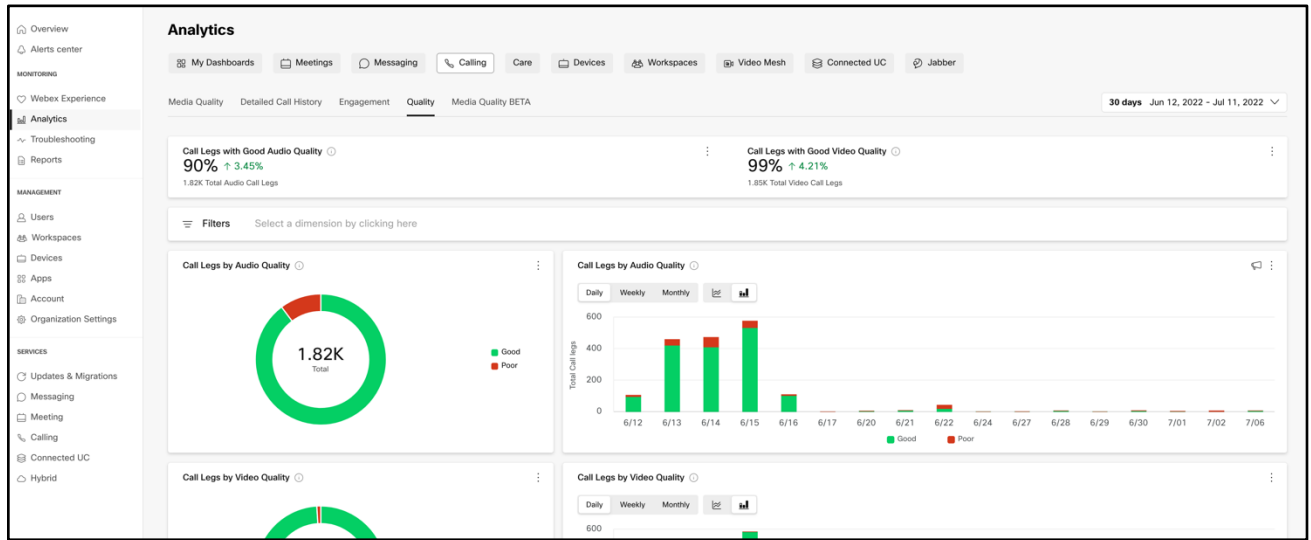 Overview
Alerts center
MONITORING
Webex Experience
Analytics
Troubleshooting
Reports
MANAGEMENT
Users
Workspaces
Devices
Apps
Account
Organization Settings
SERVICES
Updates & Migrations
Messaging
Meeting
Calling
Connected UC
Hybrid
Analytics
My Dashboards Meetings Messaging Calling Care Devices Workspaces Video Mesh Connected UC Jabber
Media Quality Detailed Call History Engagement Quality Media Quality BETA 30 days Jun 12, 2022 - Jul 11, 2022
Call Legs with Good Audio Quality
90% ↑ 3.45%
1.82K Total Audio Call Legs
Call Legs with Good Video Quality
99% ↑ 4.21%
1.85K Total Video Call Legs
Filters Select a dimension by clicking here
Call Legs by Audio Quality
1.82K
Total
Good
Poor
Call Legs by Audio Quality
Daily Weekly Monthly
Total Call legs
600
400
200
0
6/12 6/13 6/14 6/15 6/16 6/17 6/20 6/21 6/22 6/24 6/27 6/28 6/29 6/30 7/01 7/02 7/06
Good Poor
Call Legs by Video Quality
Call Legs by Video Quality
Daily Weekly Monthly
600